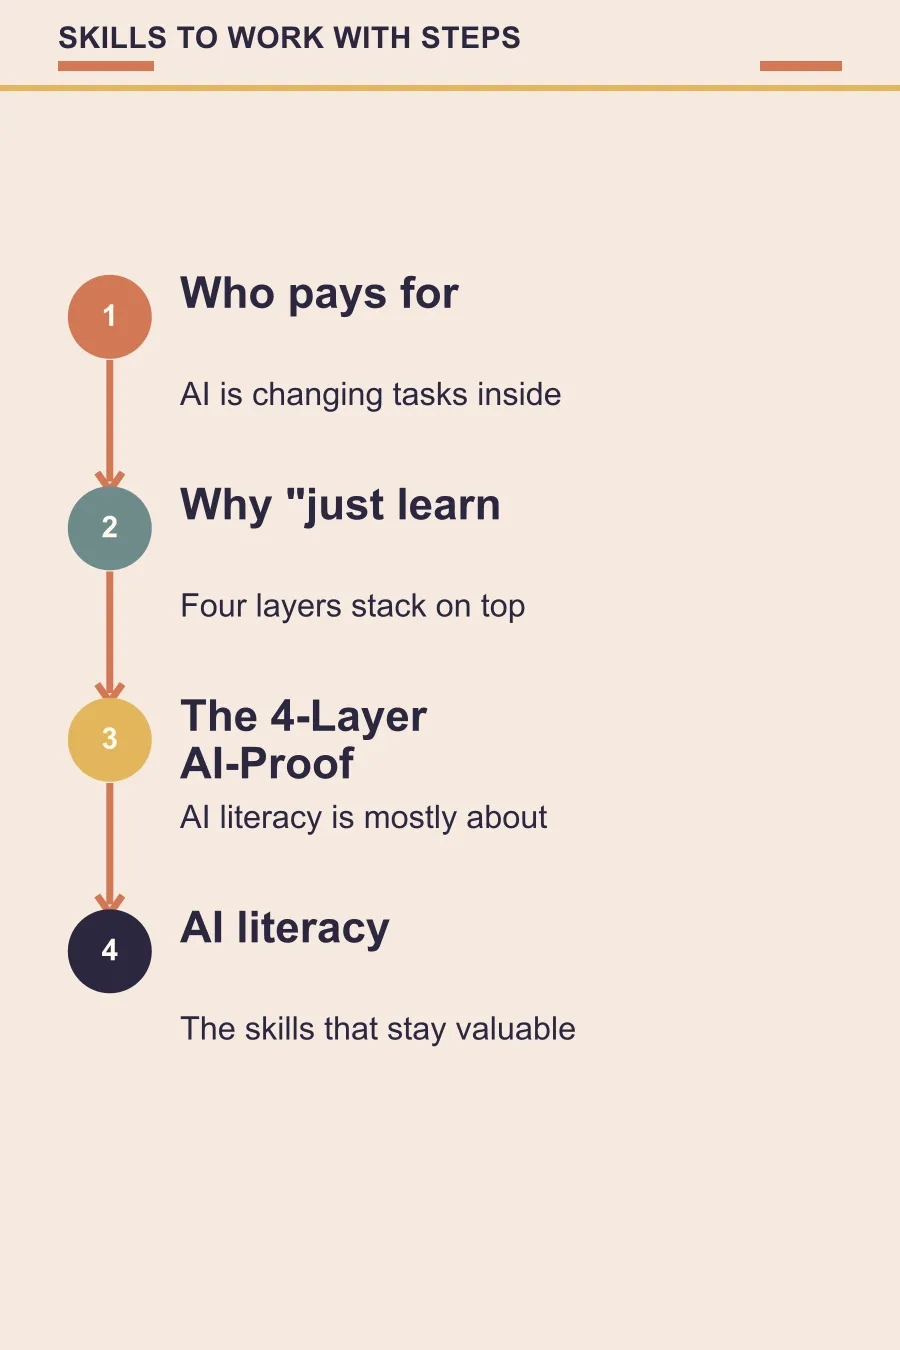 SKILLS TO WORK WITH STEPS
1
Who pays for
AI is changing tasks inside
2
Why "just learn
Four layers stack on top
3
The 4-Layer
AI-Proof
AI literacy is mostly about
4
AI literacy
The skills that stay valuable